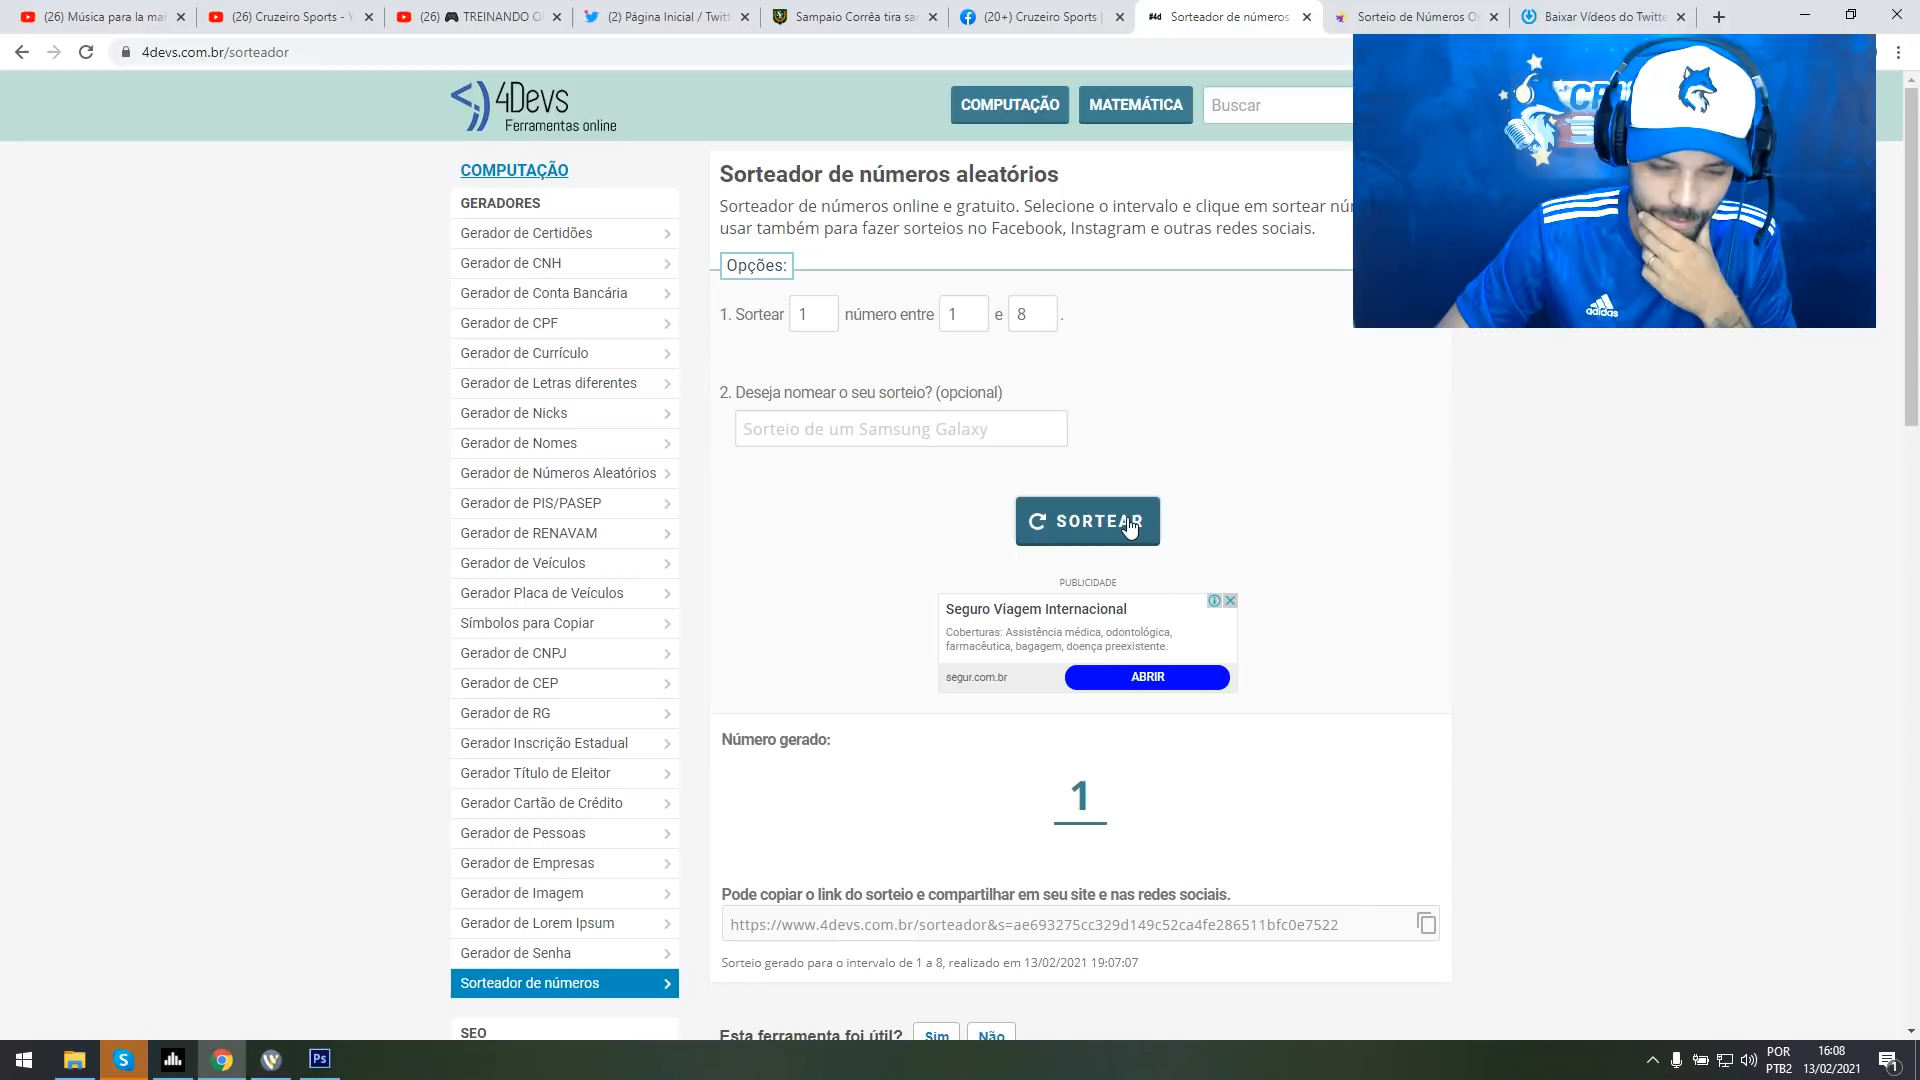 (26) Música para la mañ
(26) Cruzeiro Sports - Y
(26) 🎮 TREINANDO O
(2) Página Inicial / Twitt
Sampaio Corrêa tira sa
(20+) Cruzeiro Sports |
#4d Sorteador de números
Sorteio de Números O
Baixar Vídeos do Twitte
4devs.com.br/sorteador
4Devs
Ferramentas online
COMPUTAÇÃO
MATEMÁTICA
Buscar
COMPUTAÇÃO
GERADORES
Gerador de Certidões
Gerador de CNH
Gerador de Conta Bancária
Gerador de CPF
Gerador de Currículo
Gerador de Letras diferentes
Gerador de Nicks
Gerador de Nomes
Gerador de Números Aleatórios
Gerador de PIS/PASEP
Gerador de RENAVAM
Gerador de Veículos
Gerador Placa de Veículos
Símbolos para Copiar
Gerador de CNPJ
Gerador de CEP
Gerador de RG
Gerador Inscrição Estadual
Gerador Título de Eleitor
Gerador Cartão de Crédito
Gerador de Pessoas
Gerador de Empresas
Gerador de Imagem
Gerador de Lorem Ipsum
Gerador de Senha
Sorteador de números
SEO
Sorteador de números aleatórios
Sorteador de números online e gratuito. Selecione o intervalo e clique em sortear núr
usar também para fazer sorteios no Facebook, Instagram e outras redes sociais.
Opções:
1. Sortear 1 número entre 1 e 8 .
2. Deseja nomear o seu sorteio? (opcional)
Sorteio de um Samsung Galaxy
SORTEAR
PUBLICIDADE
Seguro Viagem Internacional
Coberturas: Assistência médica, odontológica,
farmacêutica, bagagem, doença preexistente.
segur.com.br
ABRIR
Número gerado:
1
Pode copiar o link do sorteio e compartilhar em seu site e nas redes sociais.
https://www.4devs.com.br/sorteador&s=ae693275cc329d149c52ca4fe286511bfc0e7522
Sorteio gerado para o intervalo de 1 a 8, realizado em 13/02/2021 19:07:07
Esta ferramenta foi útil? Sim Não
adidas
S
Ps
POR
PTB2
16:08
13/02/2021
1